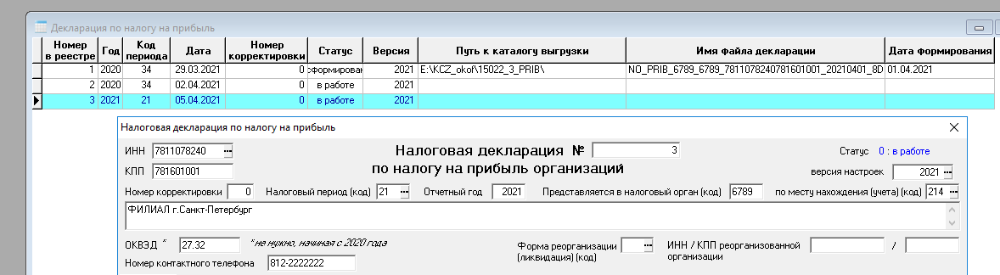 Декларация по налогу на прибыль
Номер в реестре Год Код периода Дата Номер корректировки Статус Версия Путь к каталогу выгрузки Имя файла декларации Дата формирования
1 2020 34 29.03.2021 0 сформирован 2021 E:\KCZ_okof\15022_3_PRIB\ NO_PRIB_6789_6789_7811078240781601001_20210401_8D 01.04.2021
2 2020 34 02.04.2021 0 в работе 2021
3 2021 21 05.04.2021 0 в работе 2021
Налоговая декларация по налогу на прибыль
ИНН 7811078240 ... Налоговая декларация № 3 Статус 0 : в работе
КПП 781601001 по налогу на прибыль организаций версия настроек 2021 ...
Номер корректировки 0 Налоговый период (код) 21 ... Отчетный год 2021 Представляется в налоговый орган (код) 6789 по месту нахождения (учета) (код) 214 ...
ФИЛИАЛ г.Санкт-Петербург
ОКВЭД * 27.32 *не нужно, начиная с 2020 года Форма реорганизации (ликвидация) (код) ... ИНН / КПП реорганизованной организации /
Номер контактного телефона 812-2222222